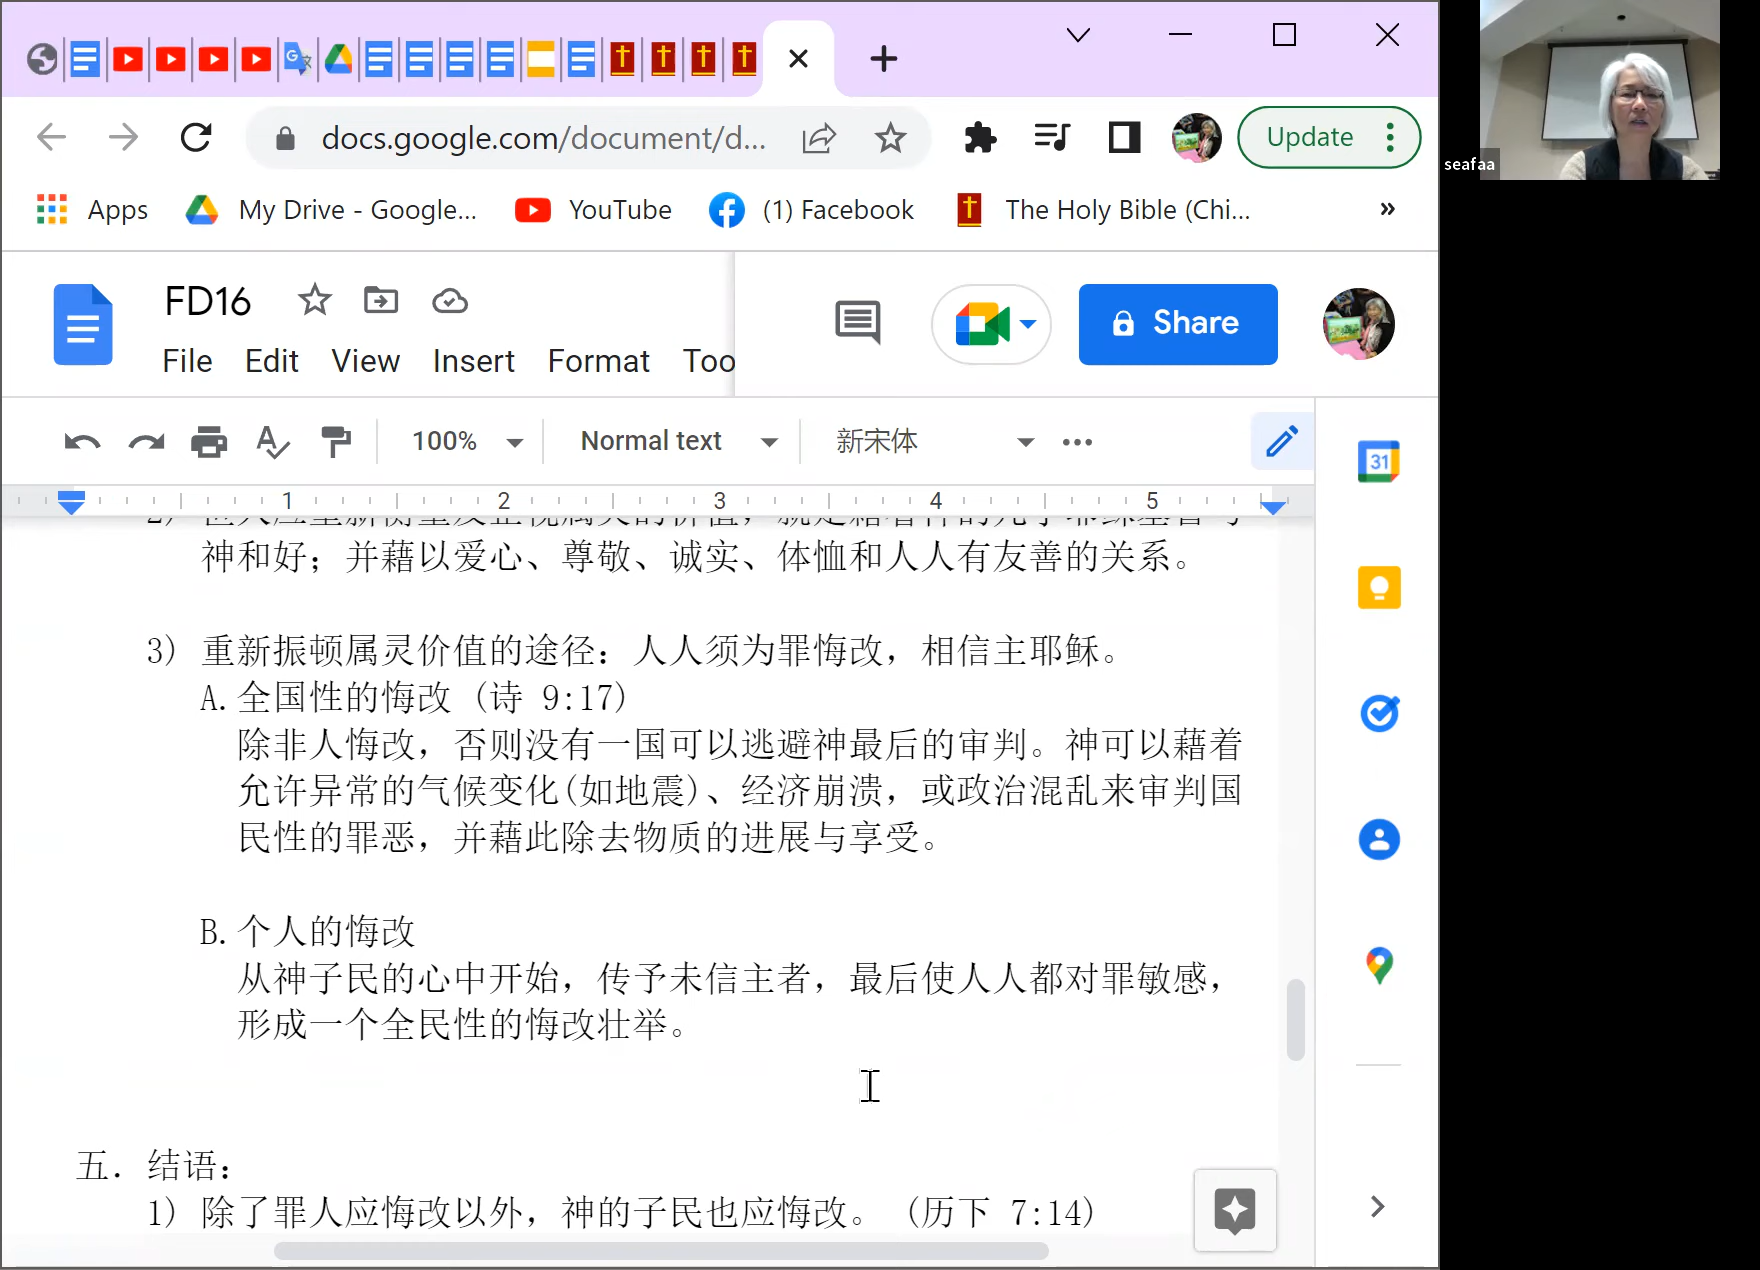 docs.google.com/document/d...
Update
Apps
My Drive - Google...
YouTube
(1) Facebook
The Holy Bible (Chi...
»
seafaa
FD16
Share
File Edit View Insert Format Too
100% Normal text 新宋体
31
1 2 3 4 5
神和好；并藉以爱心、尊敬、诚实、体恤和人人有友善的关系。
3) 重新振顿属灵价值的途径：人人须为罪悔改，相信主耶稣。
A. 全国性的悔改 (诗 9:17)
除非人悔改，否则没有一国可以逃避神最后的审判。神可以藉着
允许异常的气候变化(如地震)、经济崩溃，或政治混乱来审判国
民性的罪恶，并藉此除去物质的进展与享受。
B. 个人的悔改
从神子民的心中开始，传予未信主者，最后使人人都对罪敏感，
形成一个全民性的悔改壮举。
五. 结语：
1) 除了罪人应悔改以外，神的子民也应悔改。 (历下 7:14)